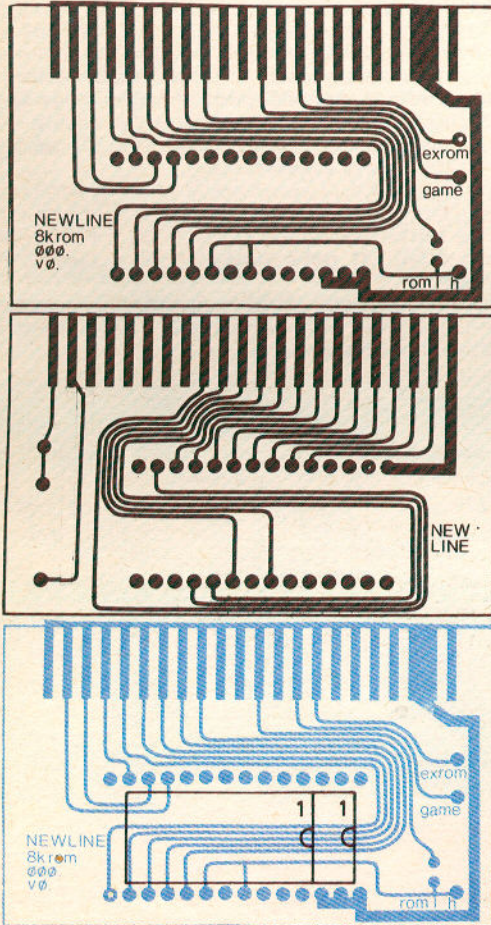 exrom
game
NEWLINE
8k rom
ØØØ.
vØ.
rom l h
NEW
LINE
exrom
game
1 1
NEWLINE
8k rom
ØØØ
vØ.
rom l h